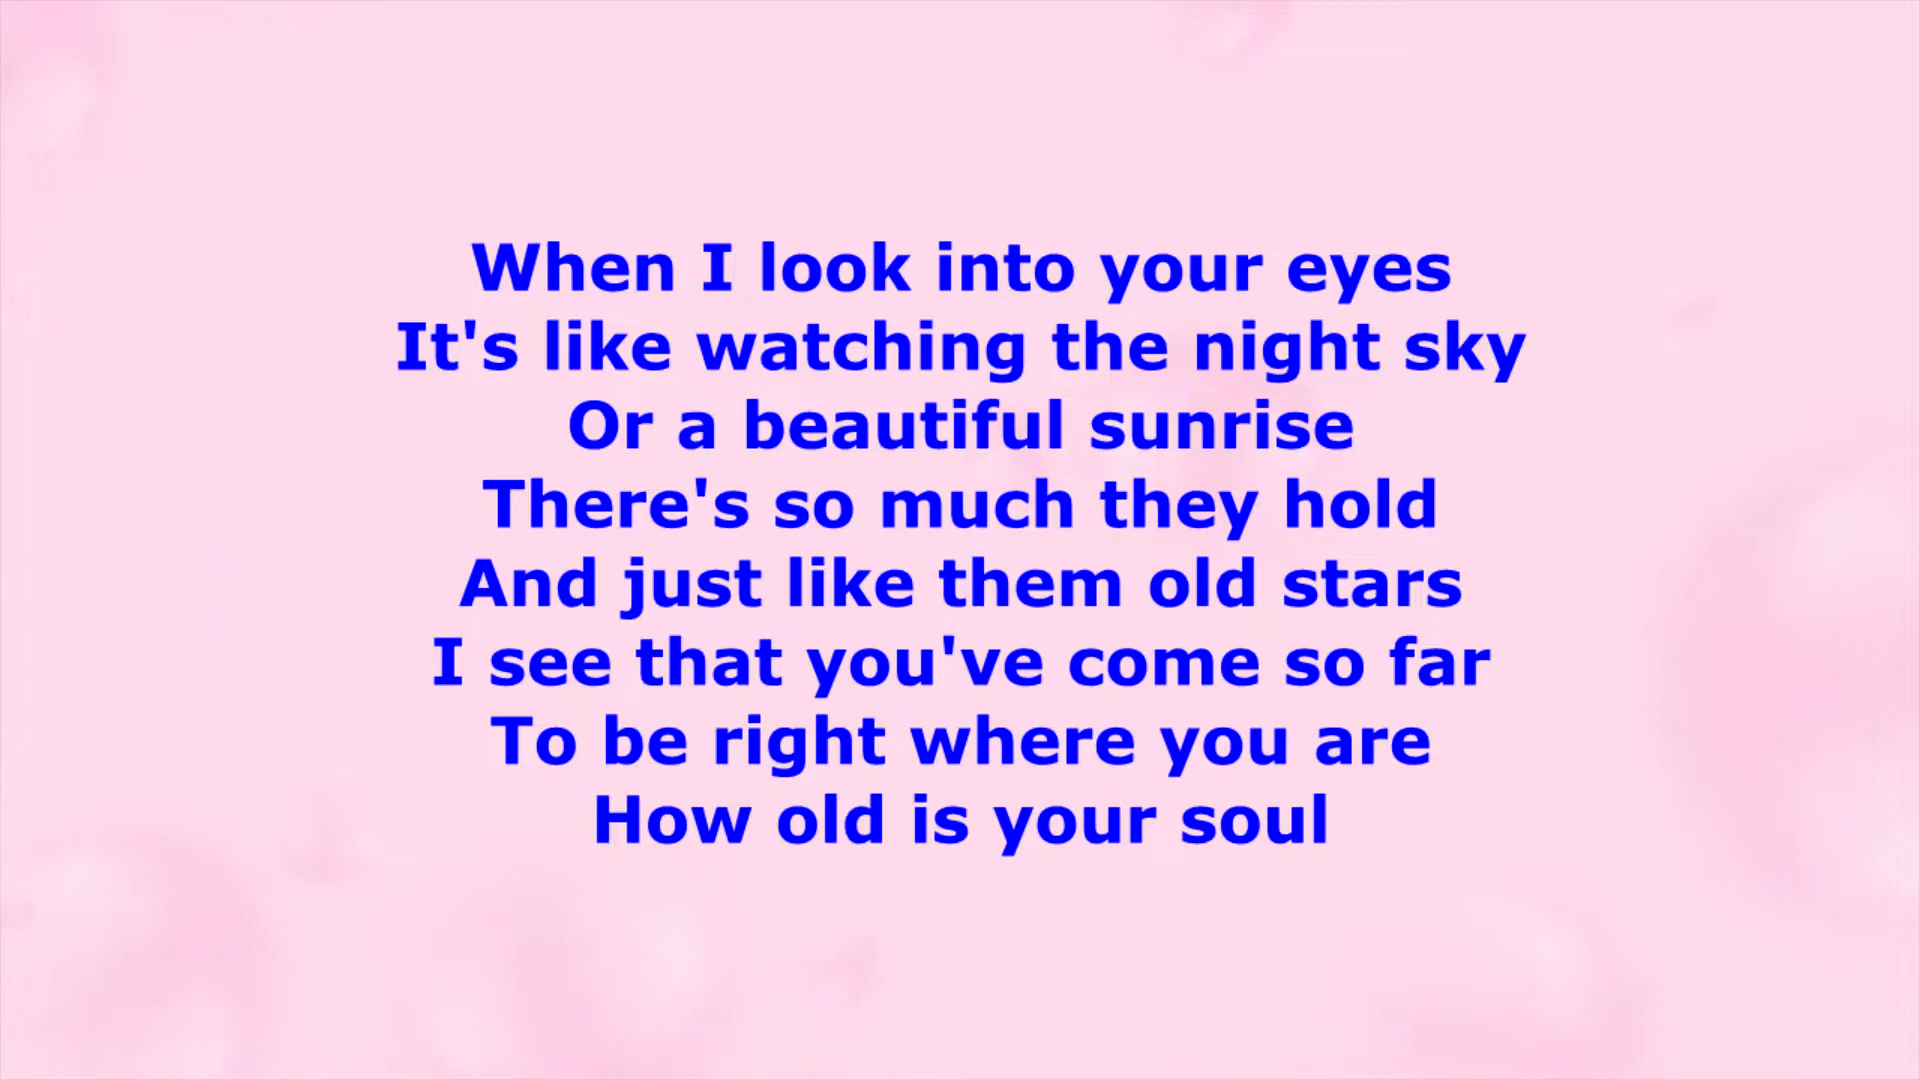 When I look into your eyes
It's like watching the night sky
Or a beautiful sunrise
There's so much they hold
And just like them old stars
I see that you've come so far
To be right where you are
How old is your soul